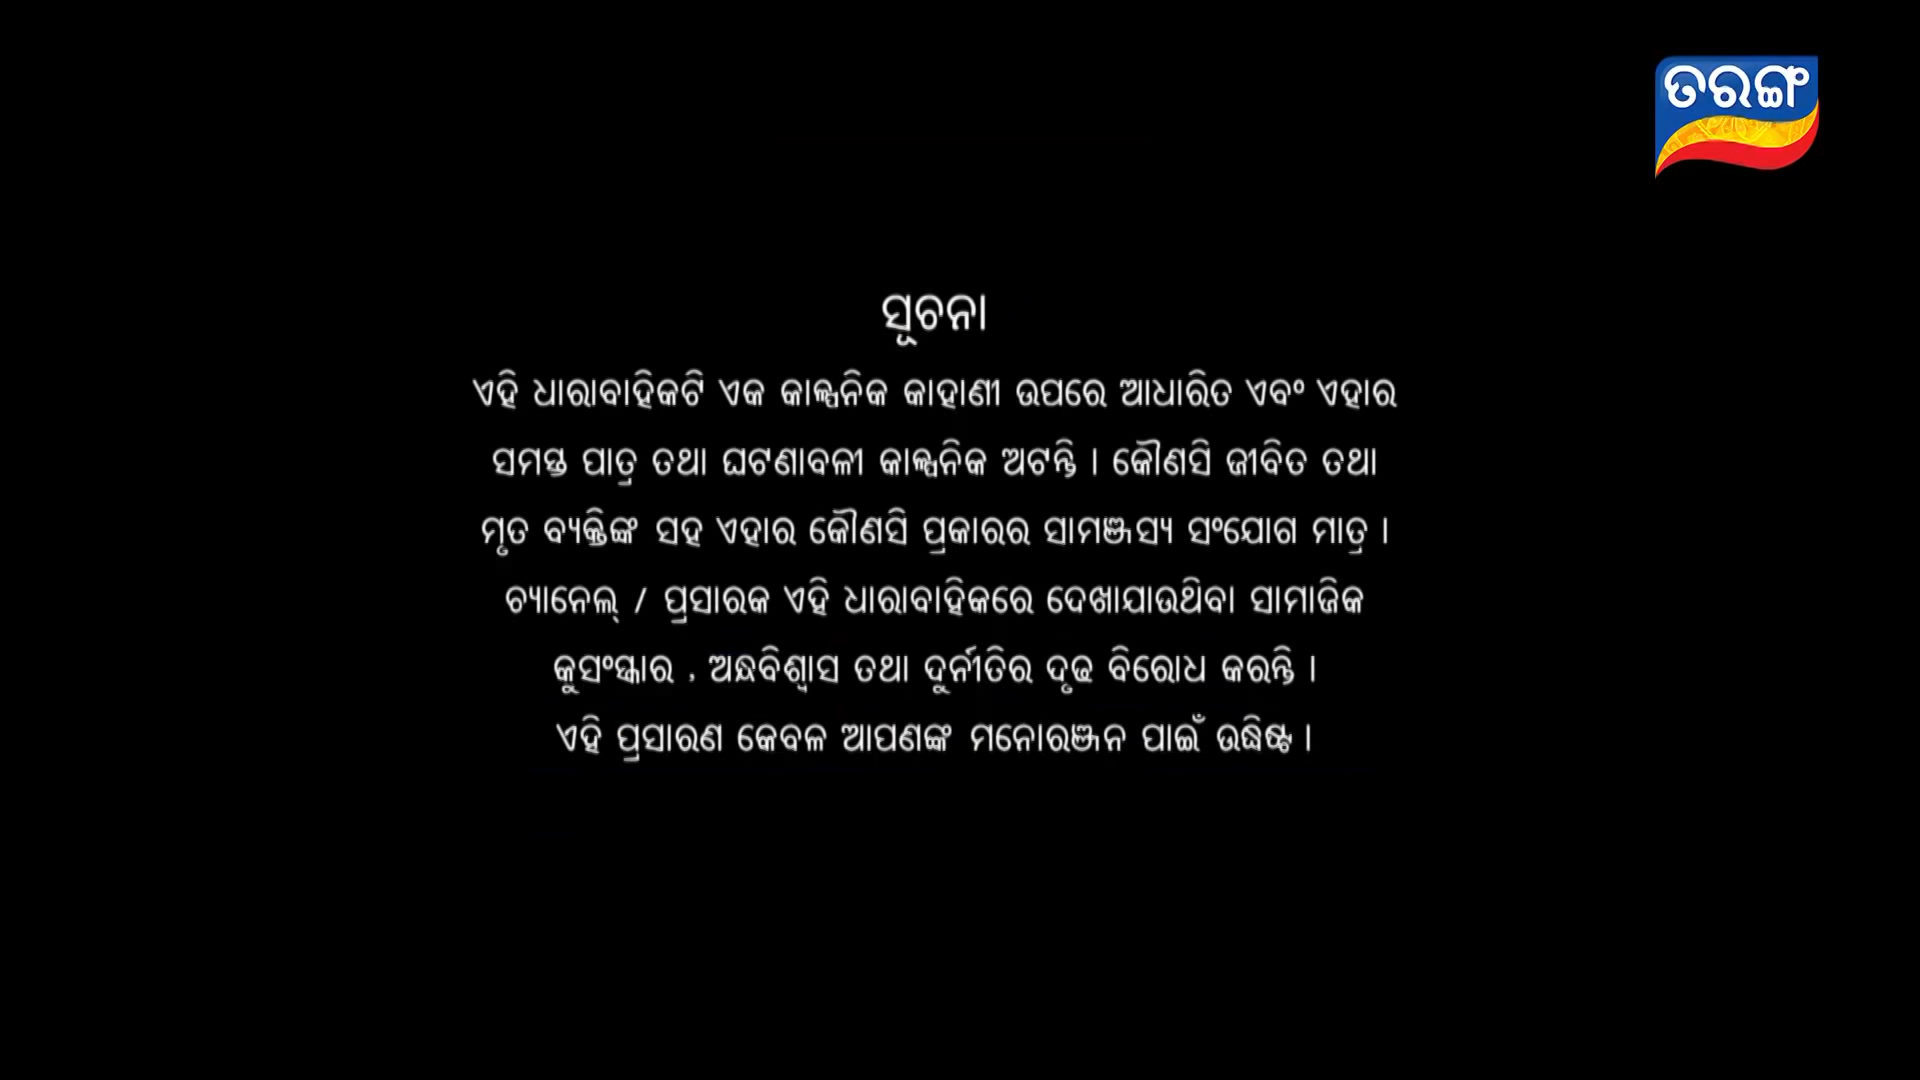 ତରଙ୍ଗ
ସୂଚନା
ଏହି ଧାରାବାହିକଟି ଏକ କାଳ୍ପନିକ କାହାଣୀ ଉପରେ ଆଧାରିତ ଏବଂ ଏହାର
ସମସ୍ତ ପାତ୍ର ତଥା ଘଟଣାବଳୀ କାଳ୍ପନିକ ଅଟନ୍ତି । କୌଣସି ଜୀବିତ ତଥା
ମୃତ ବ୍ୟକ୍ତିଙ୍କ ସହ ଏହାର କୌଣସି ପ୍ରକାରର ସାମଞ୍ଜସ୍ୟ ସଂଯୋଗ ମାତ୍ର ।
ଚ୍ୟାନେଲ୍ / ପ୍ରସାରକ ଏହି ଧାରାବାହିକରେ ଦେଖାଯାଉଥିବା ସାମାଜିକ
କୁସଂସ୍କାର , ଅନ୍ଧବିଶ୍ୱାସ ତଥା ଦୁର୍ନୀତିର ଦୃଢ ବିରୋଧ କରନ୍ତି ।
ଏହି ପ୍ରସାରଣ କେବଳ ଆପଣଙ୍କ ମନୋରଞ୍ଜନ ପାଇଁ ଉଦ୍ଧିଷ୍ଟ ।